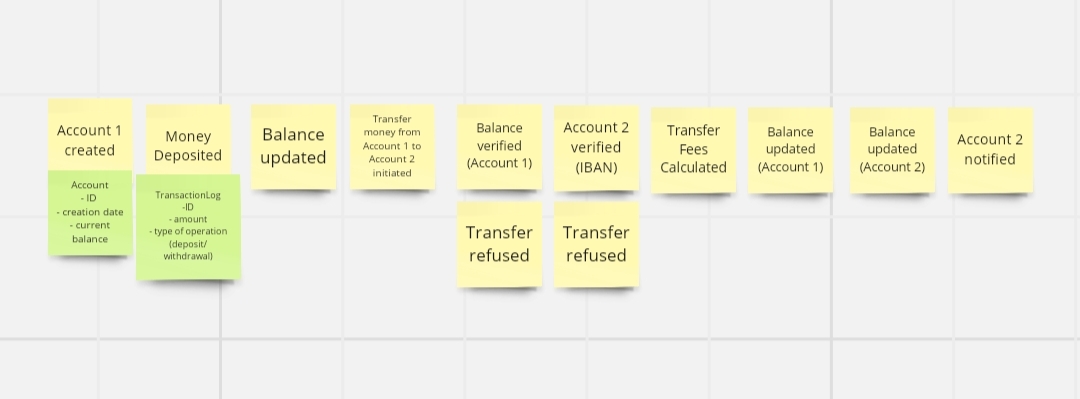 Account 1
created
Account
- ID
- creation date
- current
balance
Money
Deposited
TransactionLog
-ID
- amount
- type of operation
(deposit/
withdrawal)
Balance
updated
Transfer
money from
Account 1 to
Account 2
initiated
Balance
verified
(Account 1)
Transfer
refused
Account 2
verified
(IBAN)
Transfer
refused
Transfer
Fees
Calculated
Balance
updated
(Account 1)
Balance
updated
(Account 2)
Account 2
notified